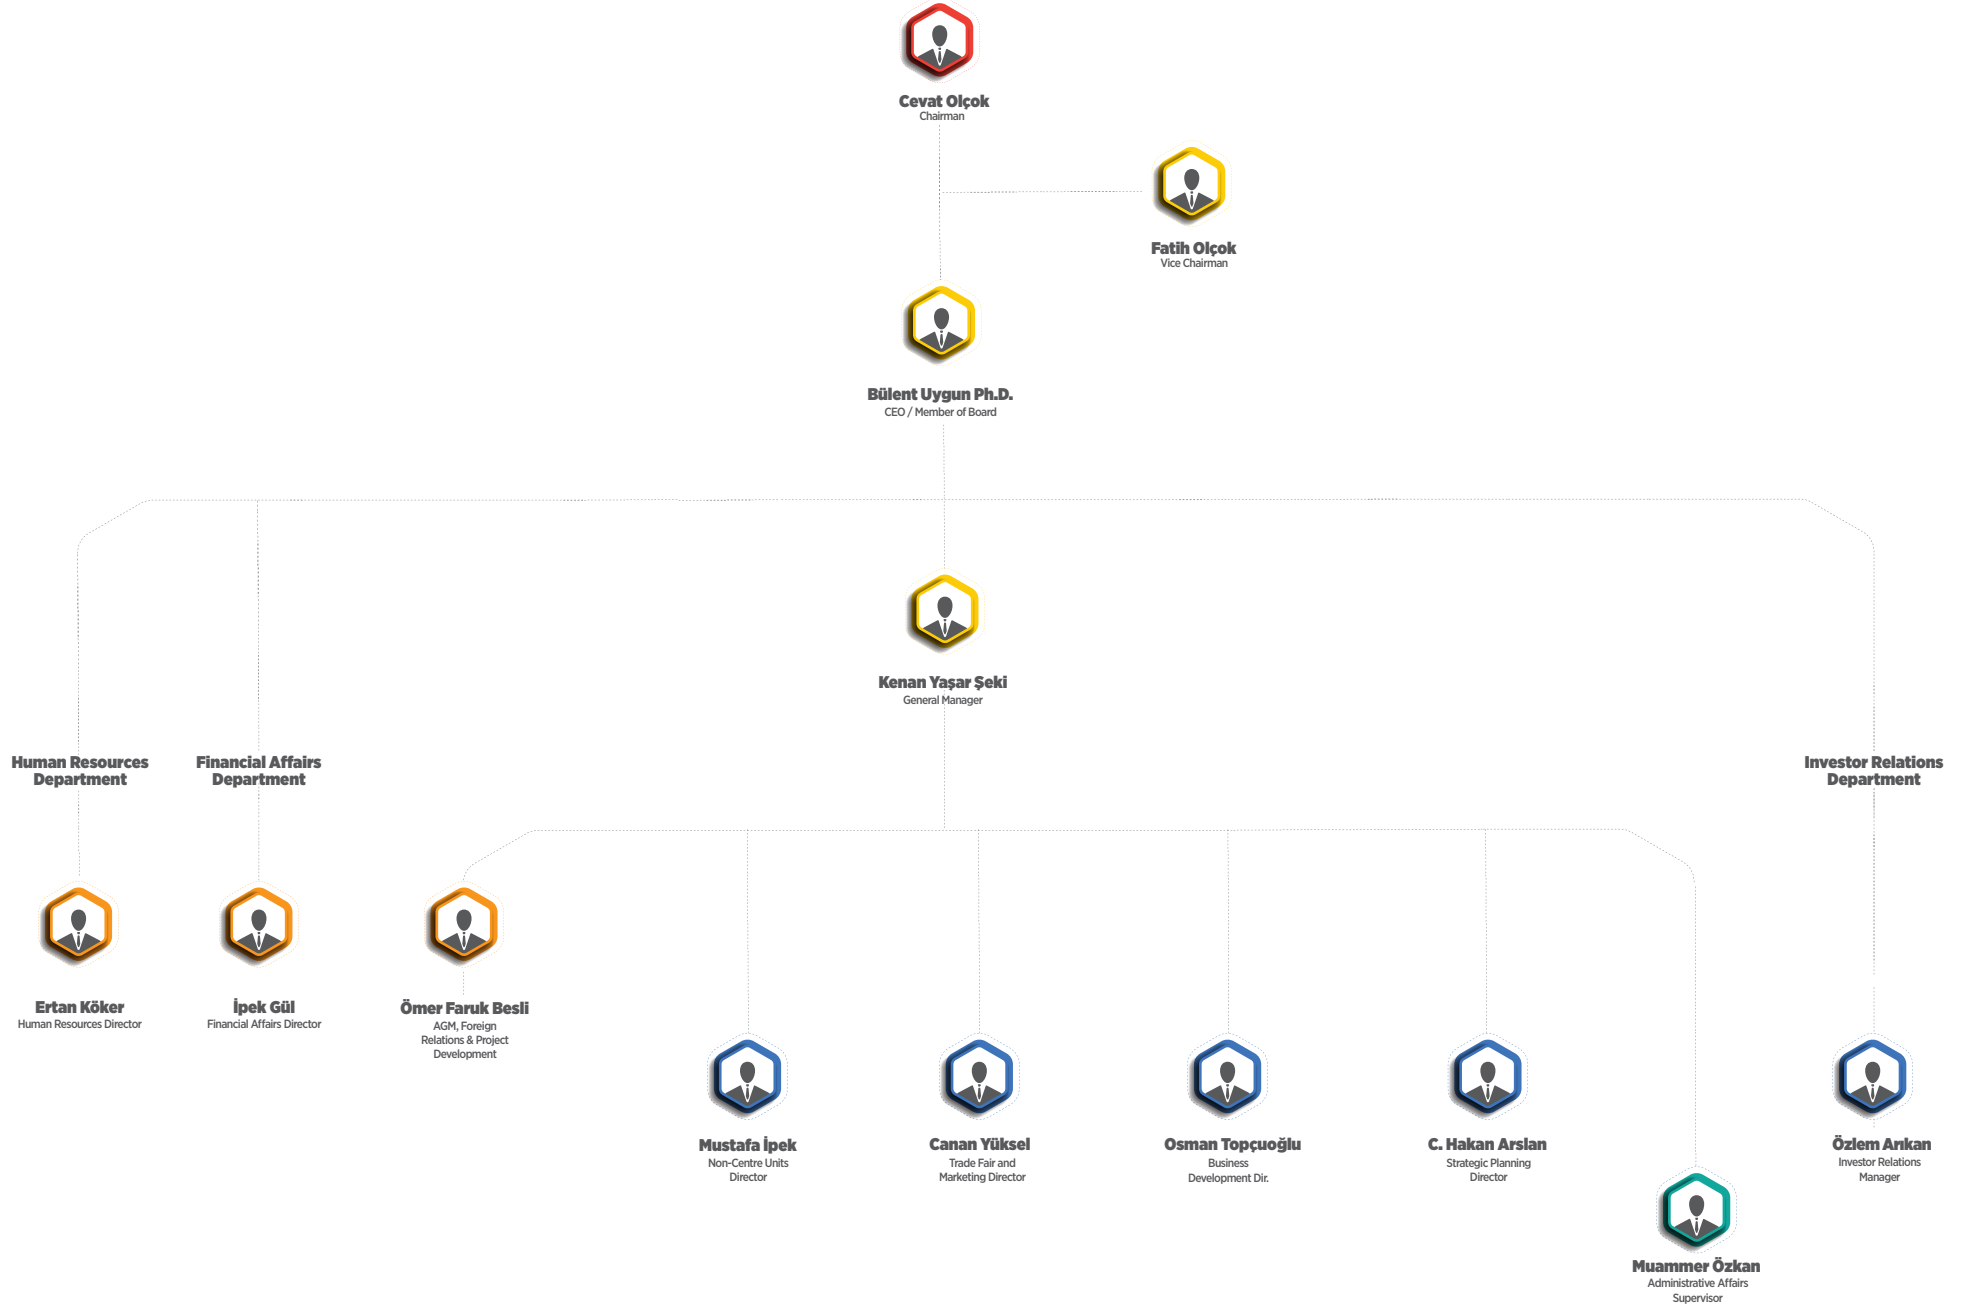 Cevat Olçok
Chairman
Fatih Olçok
Vice Chairman
Bülent Uygun Ph.D.
CEO / Member of Board
Kenan Yaşar Şeki
General Manager
Human Resources
Department
Financial Affairs
Department
Investor Relations
Department
Ertan Köker
Human Resources Director
İpek Gül
Financial Affairs Director
Ömer Faruk Besli
AGM, Foreign
Relations & Project
Development
Mustafa İpek
Non-Centre Units
Director
Canan Yüksel
Trade Fair and
Marketing Director
Osman Topçuoğlu
Business
Development Dir.
C. Hakan Arslan
Strategic Planning
Director
Özlem Arıkan
Investor Relations
Manager
Muammer Özkan
Administrative Affairs
Supervisor